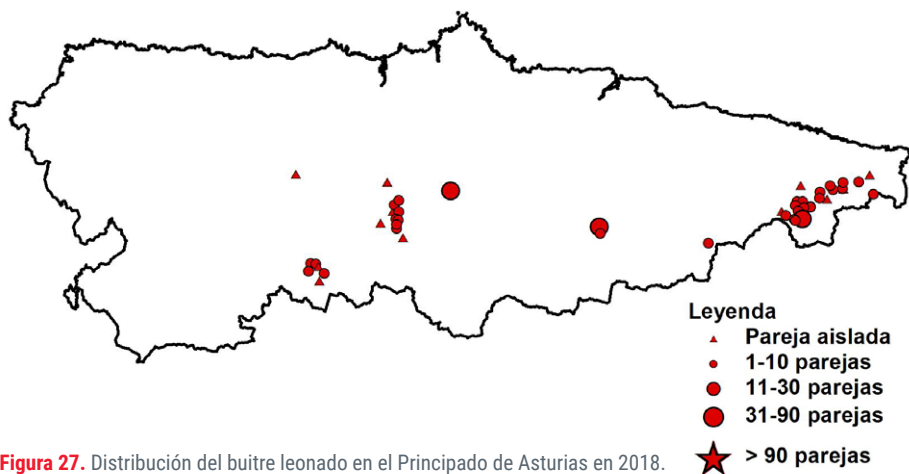 Leyenda
Pareja aislada
1-10 parejas
11-30 parejas
31-90 parejas
> 90 parejas
Figura 27. Distribución del buitre leonado en el Principado de Asturias en 2018.